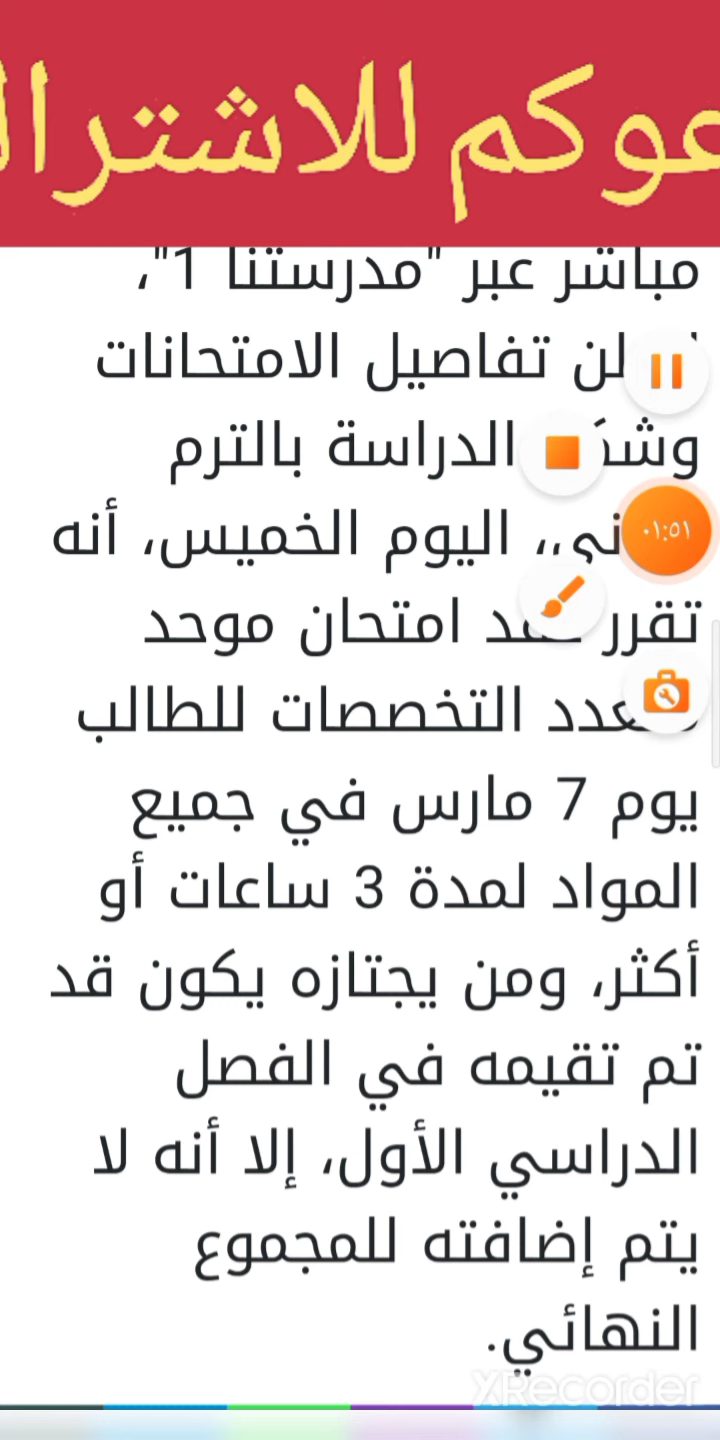 للاشترا
مباشر عبر "مدرستنا 1"،
تفاصيل الامتحانات
الدراسة بالترم
اليوم الخميس، أنه
٠١:٥١
تقرر امتحان موحد
التخصصات للطالب
يوم 7 مارس في جميع
المواد لمدة 3 ساعات أو
أكثر، ومن يجتازه يكون قد
تم تقيمه في الفصل
الدراسي الأول، إلا أنه لا
يتم إضافته للمجموع
النهائي.
XRecorder